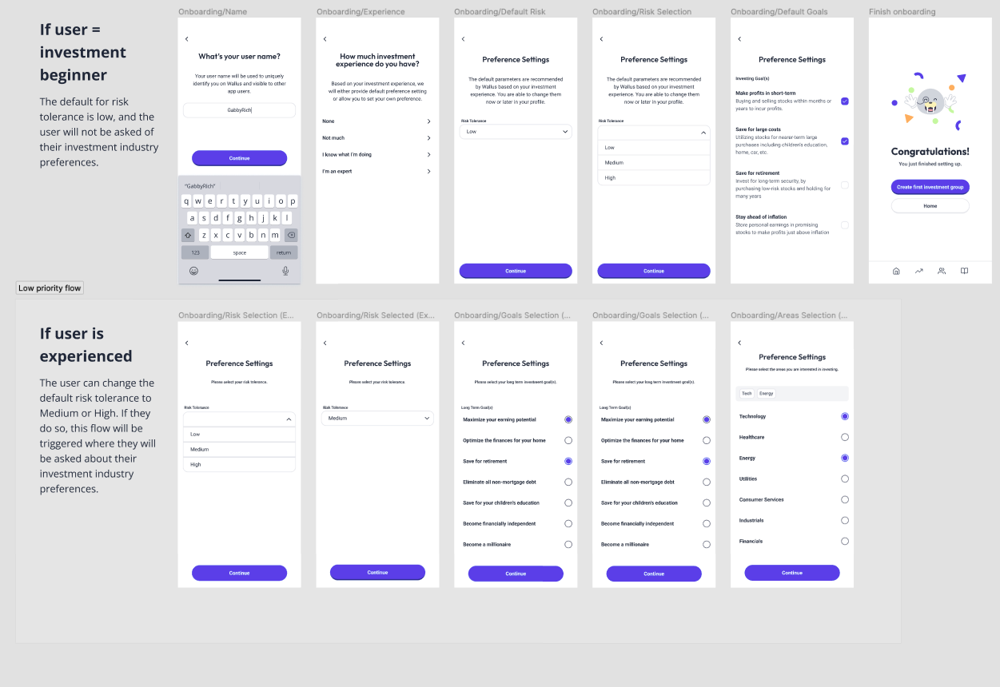 Onboarding/Name
Onboarding/Experience
Onboarding/Default Risk
Onboarding/Risk Selection
Onboarding/Default Goals
Finish onboarding
If user =
investment
beginner
The default for risk
tolerance is low, and the
user will not be asked of
their investment industry
preferences.
What's your user name?
Your user name will be used to uniquely
identify you on Wallus and visible to other
app users.
GabbyRich
Continue
"GabbyRich"
q w e r t y u i o p
a s d f g h j k l
z x c v b n m
123 space return
How much investment
experience do you have?
Based on your investment experience, we
will either provide default preference setting
or allow you to set your own preference.
None
Not much
I know what I'm doing
I'm an expert
Preference Settings
The default parameters are recommended
by Wallus based on your investment
experience. You are able to change them
now or later in your profile.
Risk Tolerance
Low
Continue
Preference Settings
The default parameters are recommended
by Wallus based on your investment
experience. You are able to change them
now or later in your profile.
Risk Tolerance
Low
Medium
High
Continue
Preference Settings
Investing Goal(s)
Make profits in short-term
Buying and selling stocks within months or
years to incur profits.
Save for large costs
Utilizing stocks for nearer-term large
purchases including children's education,
home, car, etc.
Save for retirement
Invest for long-term security, by
purchasing low-risk stocks and holding for
many years
Stay ahead of inflation
Store personal earnings in promising
stocks to make profits just above inflation
Congratulations!
You just finished setting up.
Create first investment group
Home
Low priority flow
Onboarding/Risk Selection (E...
Onboarding/Risk Selected (Ex...
Onboarding/Goals Selection (...
Onboarding/Goals Selection (...
Onboarding/Areas Selection (...
If user is
experienced
The user can change the
default risk tolerance to
Medium or High. If they
do so, this flow will be
triggered where they will
be asked about their
investment industry
preferences.
Preference Settings
Please select your risk tolerance.
Risk Tolerance
Low
Medium
High
Continue
Preference Settings
Please select your risk tolerance.
Risk Tolerance
Medium
Continue
Preference Settings
Please select your long term investment goal(s).
Long Term Goal(s)
Maximize your earning potential
Optimize the finances for your home
Save for retirement
Eliminate all non-mortgage debt
Save for your children's education
Become financially independent
Become a millionaire
Continue
Preference Settings
Please select your long term investment goal(s).
Long Term Goal(s)
Maximize your earning potential
Optimize the finances for your home
Save for retirement
Eliminate all non-mortgage debt
Save for your children's education
Become financially independent
Become a millionaire
Continue
Preference Settings
Please select the areas you are interested in investing.
Tech Energy
Technology
Healthcare
Energy
Utilities
Consumer Services
Industrials
Financials
Continue